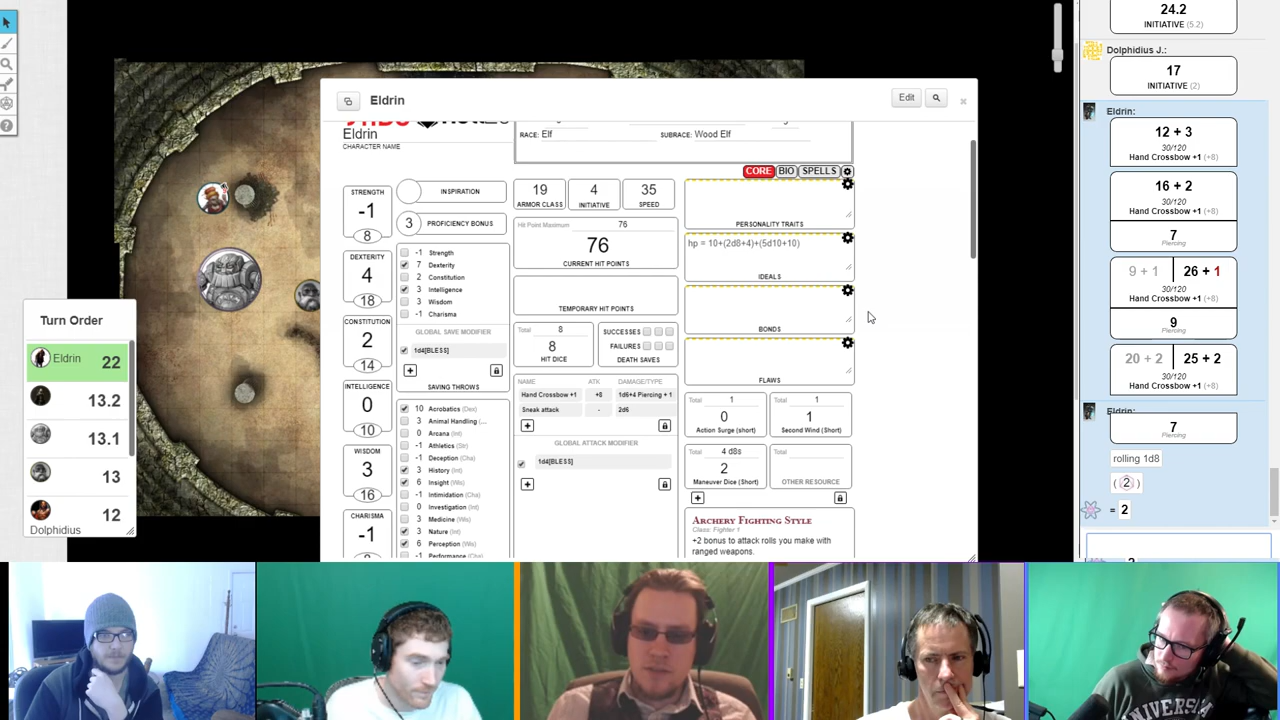 Eldrin
Edit
Eldrin
CHARACTER NAME
RACE: Elf
SUBRACE: Wood Elf
CORE BIO SPELLS
STRENGTH
-1
8
DEXTERITY
4
18
CONSTITUTION
2
14
INTELLIGENCE
0
10
WISDOM
3
16
CHARISMA
-1
INSPIRATION
3 PROFICIENCY BONUS
-1 Strength
7 Dexterity
2 Constitution
3 Intelligence
3 Wisdom
-1 Charisma
GLOBAL SAVE MODIFIER
1d4[BLESS]
SAVING THROWS
10 Acrobatics (Dex)
3 Animal Handling (...
0 Arcana (Int)
-1 Athletics (Str)
-1 Deception (Cha)
3 History (Int)
6 Insight (Wis)
-1 Intimidation (Cha)
0 Investigation (Int)
3 Medicine (Wis)
3 Nature (Int)
6 Perception (Wis)
-1 Performance (Cha)
19
ARMOR CLASS
4
INITIATIVE
35
SPEED
Hit Point Maximum 76
76
CURRENT HIT POINTS
TEMPORARY HIT POINTS
Total 8
8
HIT DICE
SUCCESSES
FAILURES
DEATH SAVES
NAME ATK DAMAGE/TYPE
Hand Crossbow +1 +8 1d6+4 Piercing + 1
Sneak attack - 2d6
GLOBAL ATTACK MODIFIER
1d4[BLESS]
PERSONALITY TRAITS
hp = 10+(2d8+4)+(5d10+10)
IDEALS
BONDS
FLAWS
Total 1
0
Action Surge (short)
Total 1
1
Second Wind (Short)
Total 4 d8s
2
Maneuver Dice (Short)
Total
OTHER RESOURCE
ARCHERY FIGHTING STYLE
Class: Fighter 1
+2 bonus to attack rolls you make with
ranged weapons.
Turn Order
Eldrin 22
13.2
13.1
13
12
Dolphidius
24.2
INITIATIVE (5.2)
Dolphidius J.:
17
INITIATIVE (2)
Eldrin:
12 + 3
30/120
Hand Crossbow +1 (+8)
16 + 2
30/120
Hand Crossbow +1 (+8)
7
Piercing
9 + 1 26 + 1
30/120
Hand Crossbow +1 (+8)
9
Piercing
20 + 2 25 + 2
30/120
Hand Crossbow +1 (+8)
Eldrin:
7
Piercing
rolling 1d8
(2)
= 2
UNIVERS